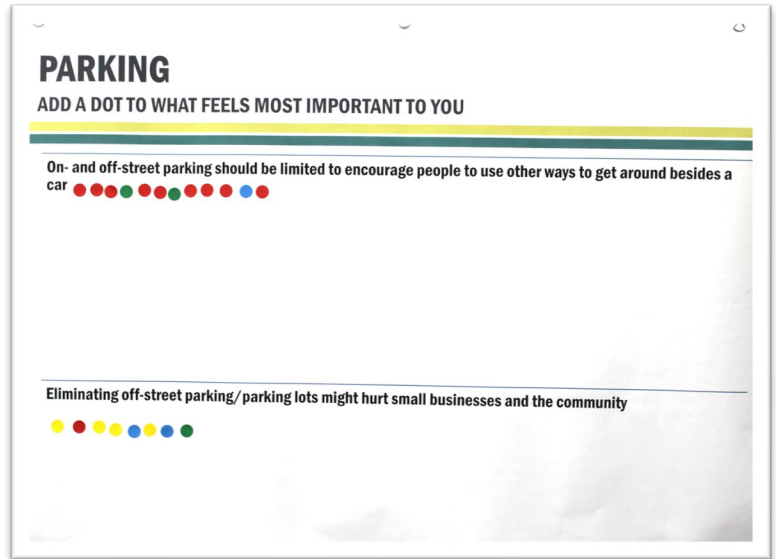 PARKING
ADD A DOT TO WHAT FEELS MOST IMPORTANT TO YOU
On- and off-street parking should be limited to encourage people to use other ways to get around besides a
car
Eliminating off-street parking/parking lots might hurt small businesses and the community